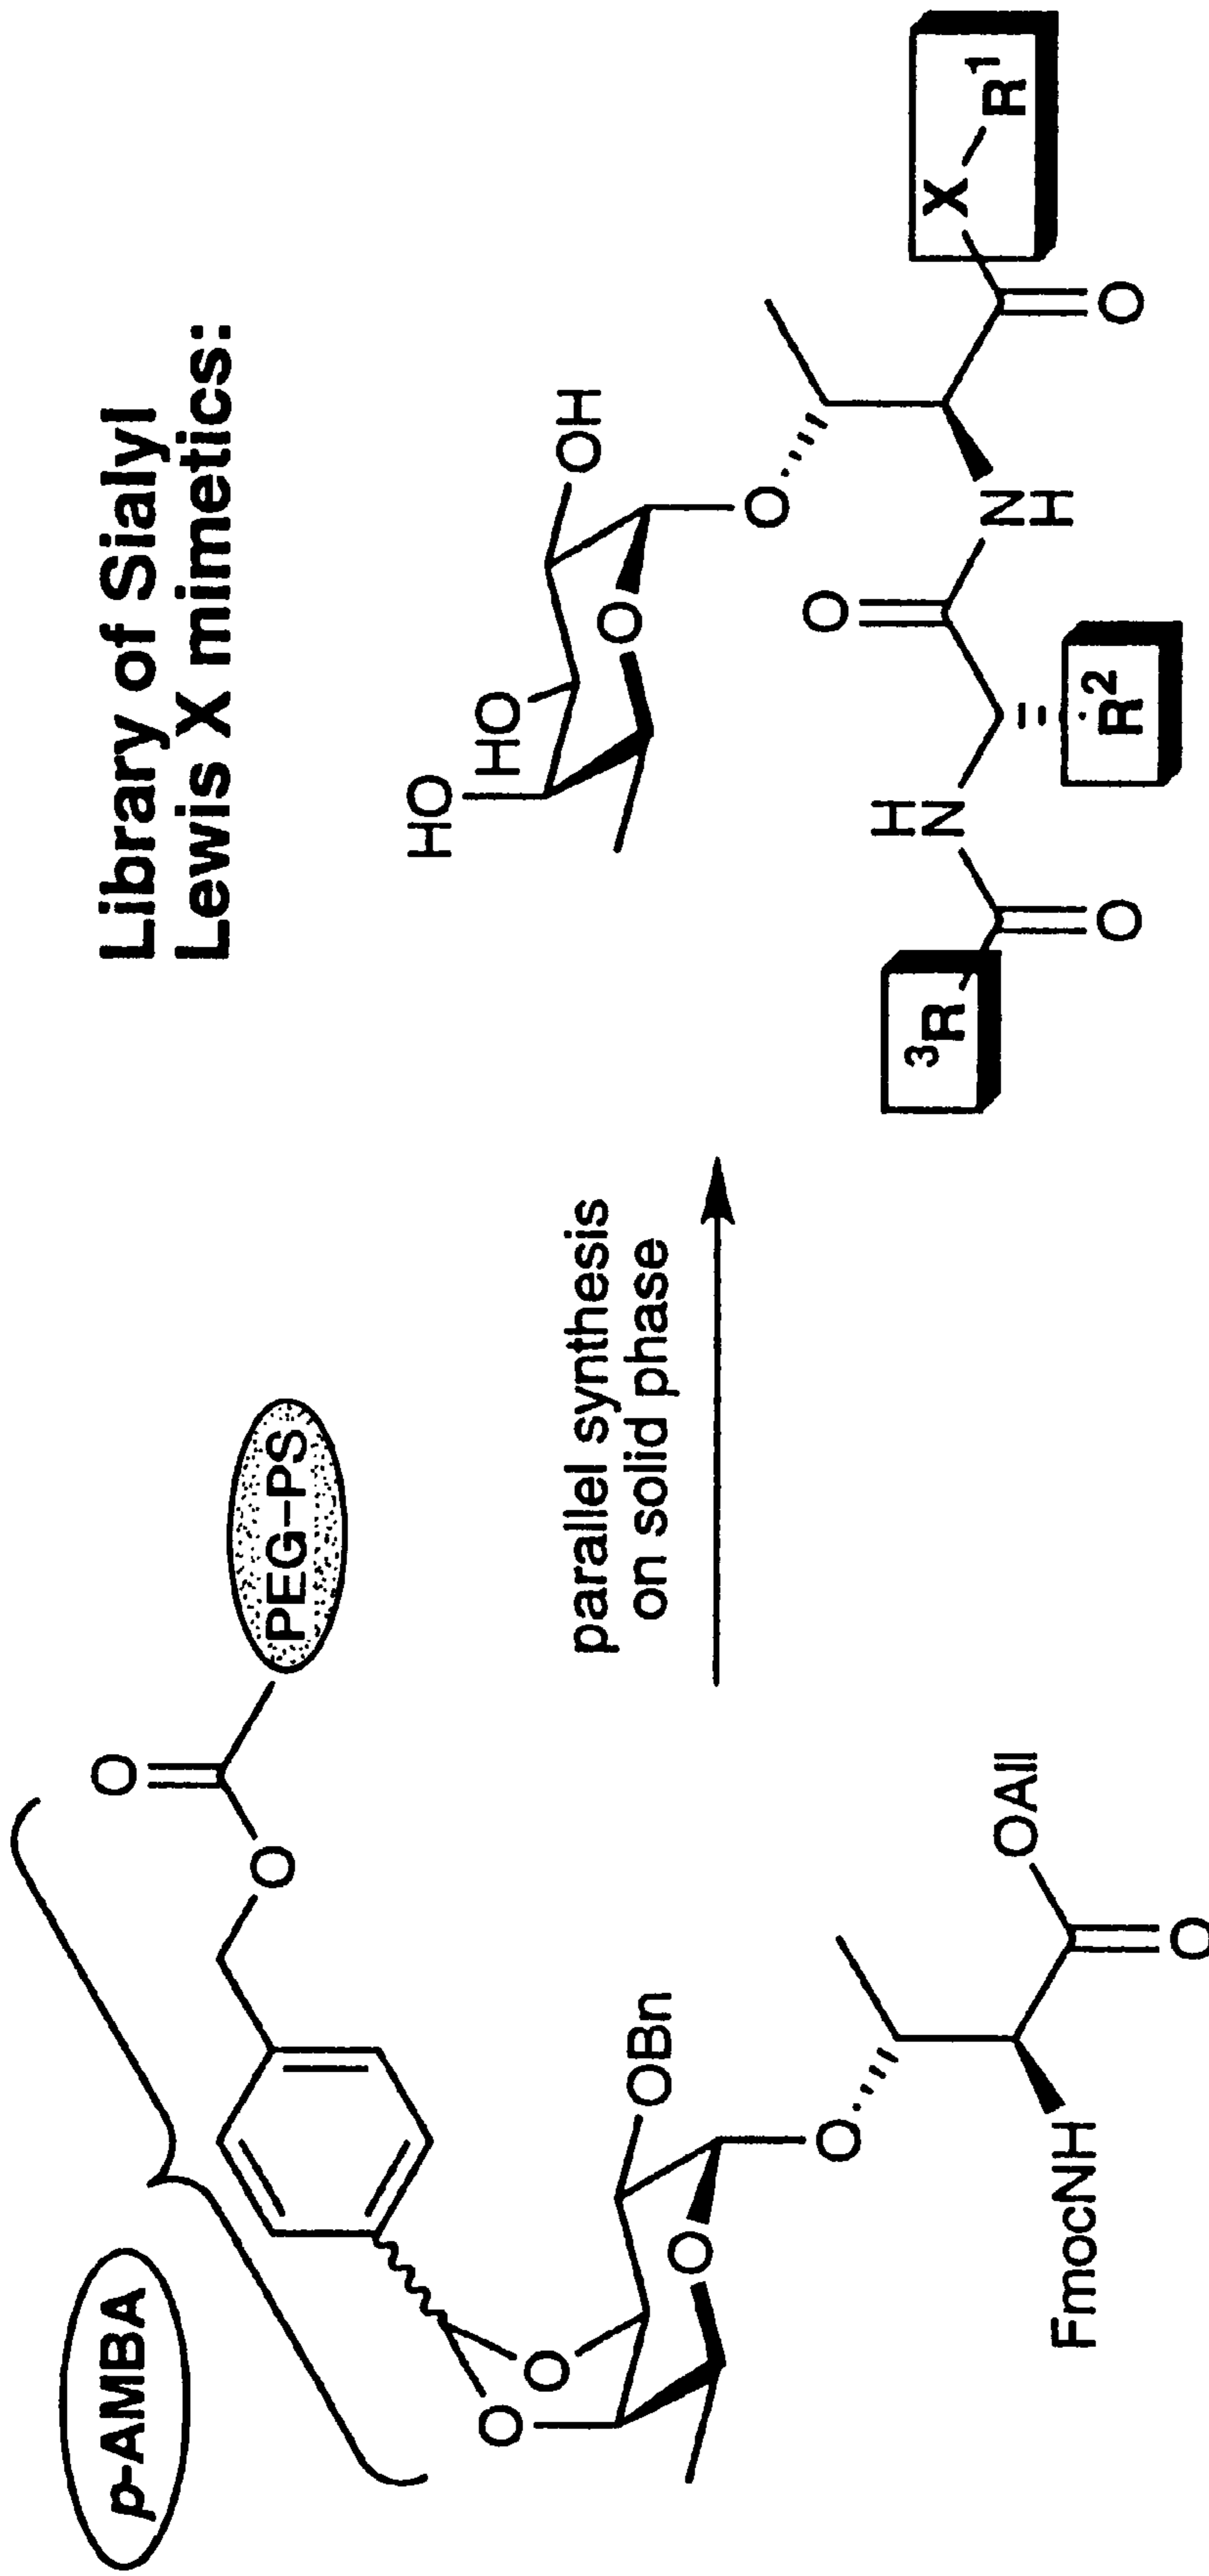 p-AMBA
O
PEG–PS
O
O
O
OBn
O
O
FmocNH
OAll
O
parallel synthesis
on solid phase
Library of Sialyl
Lewis X mimetics:
HO
HO
OH
O
O
O
H
N
N
H
³R
X
R¹
O
R²
O